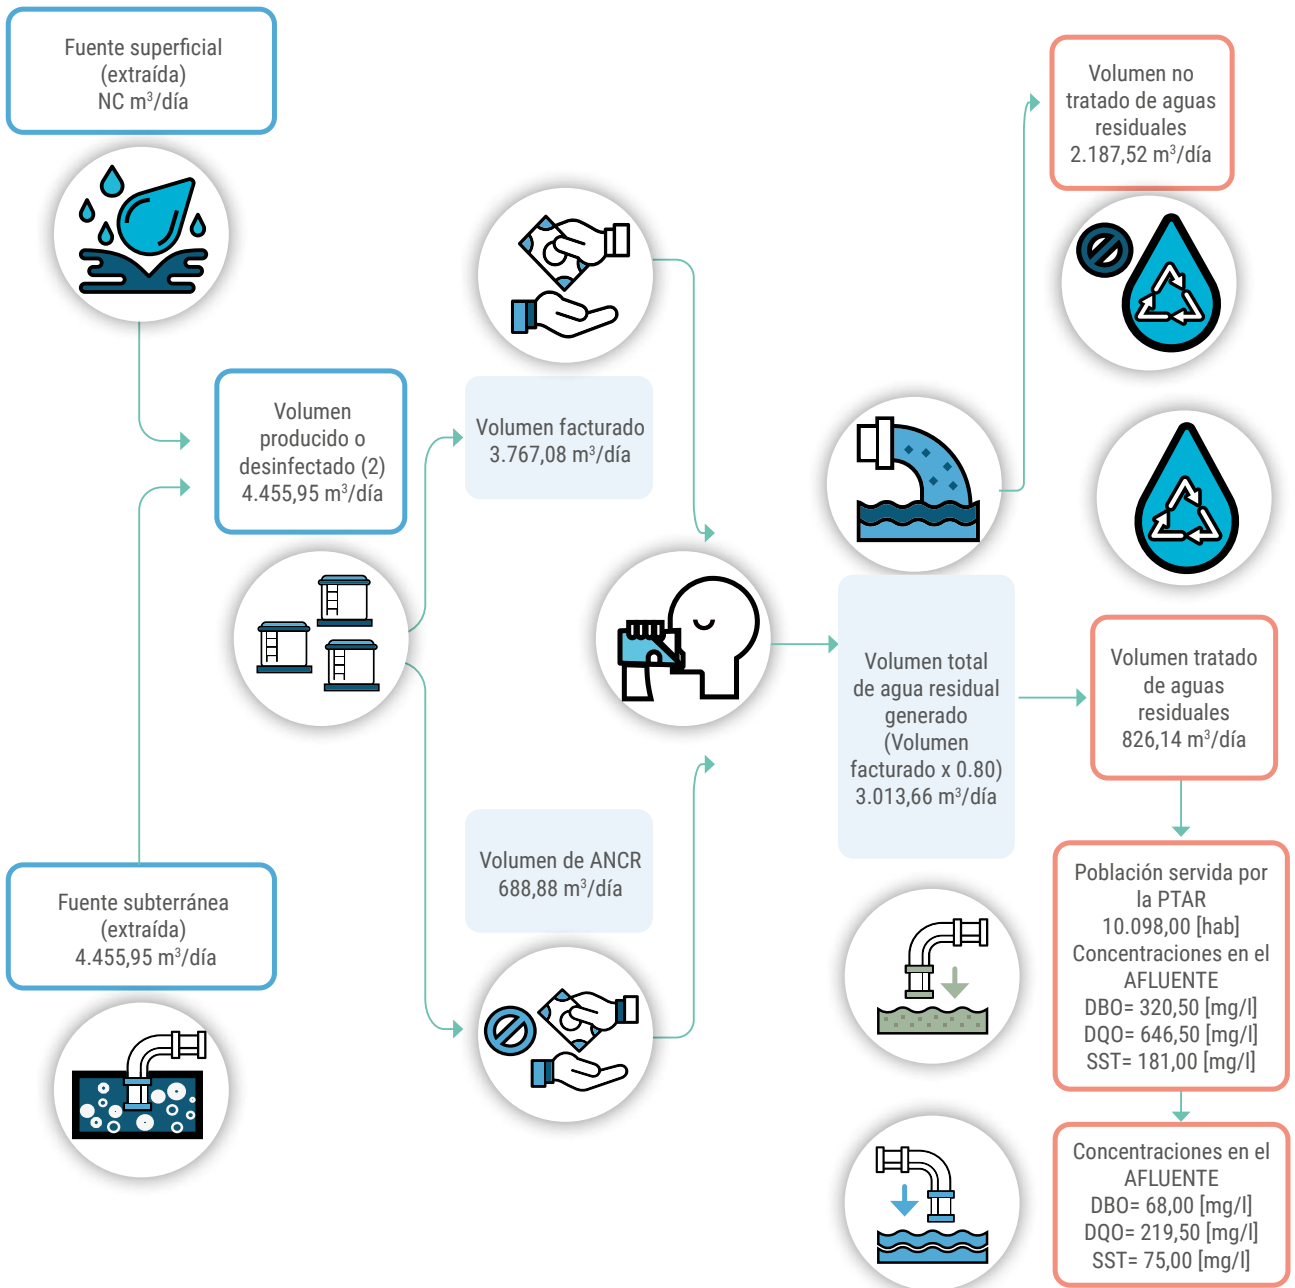 Fuente superficial
(extraída)
NC m³/día
Fuente subterránea
(extraída)
4.455,95 m³/día
Volumen
producido o
desinfectado (2)
4.455,95 m³/día
Volumen facturado
3.767,08 m³/día
Volumen de ANCR
688,88 m³/día
Volumen total
de agua residual
generado
(Volumen
facturado x 0.80)
3.013,66 m³/día
Volumen no
tratado de aguas
residuales
2.187,52 m³/día
Volumen tratado
de aguas
residuales
826,14 m³/día
Población servida por
la PTAR
10.098,00 [hab]
Concentraciones en el
AFLUENTE
DBO= 320,50 [mg/l]
DQO= 646,50 [mg/l]
SST= 181,00 [mg/l]
Concentraciones en el
AFLUENTE
DBO= 68,00 [mg/l]
DQO= 219,50 [mg/l]
SST= 75,00 [mg/l]